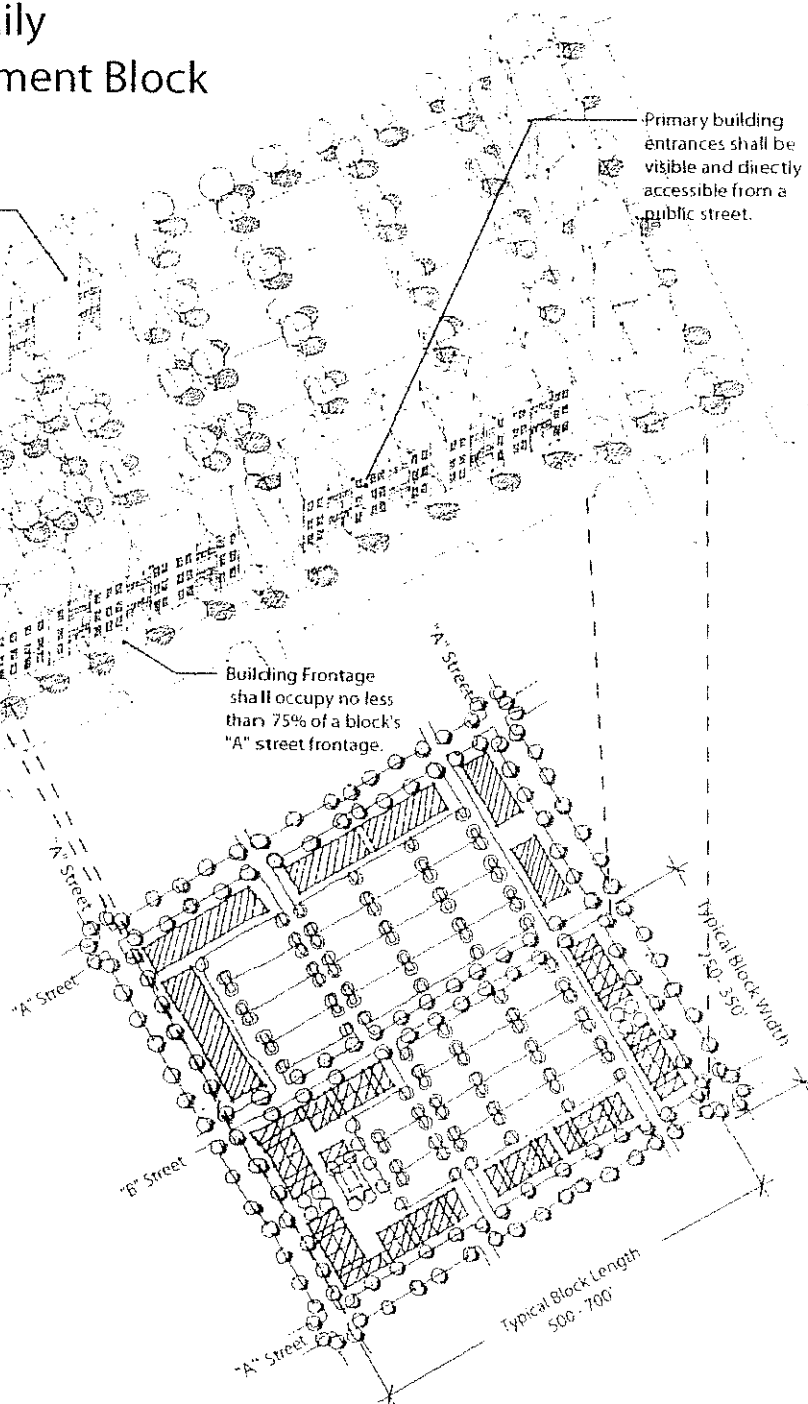 ily
ment Block
Primary building
entrances shall be
visible and directly
accessible from a
public street.
Building Frontage
shall occupy no less
than 75% of a block's
"A" street frontage.
"A" Street
"A" Street
"A" Street
"B" Street
"A" Street
Typical Block Width
250 - 350'
Typical Block Length
500 - 700'